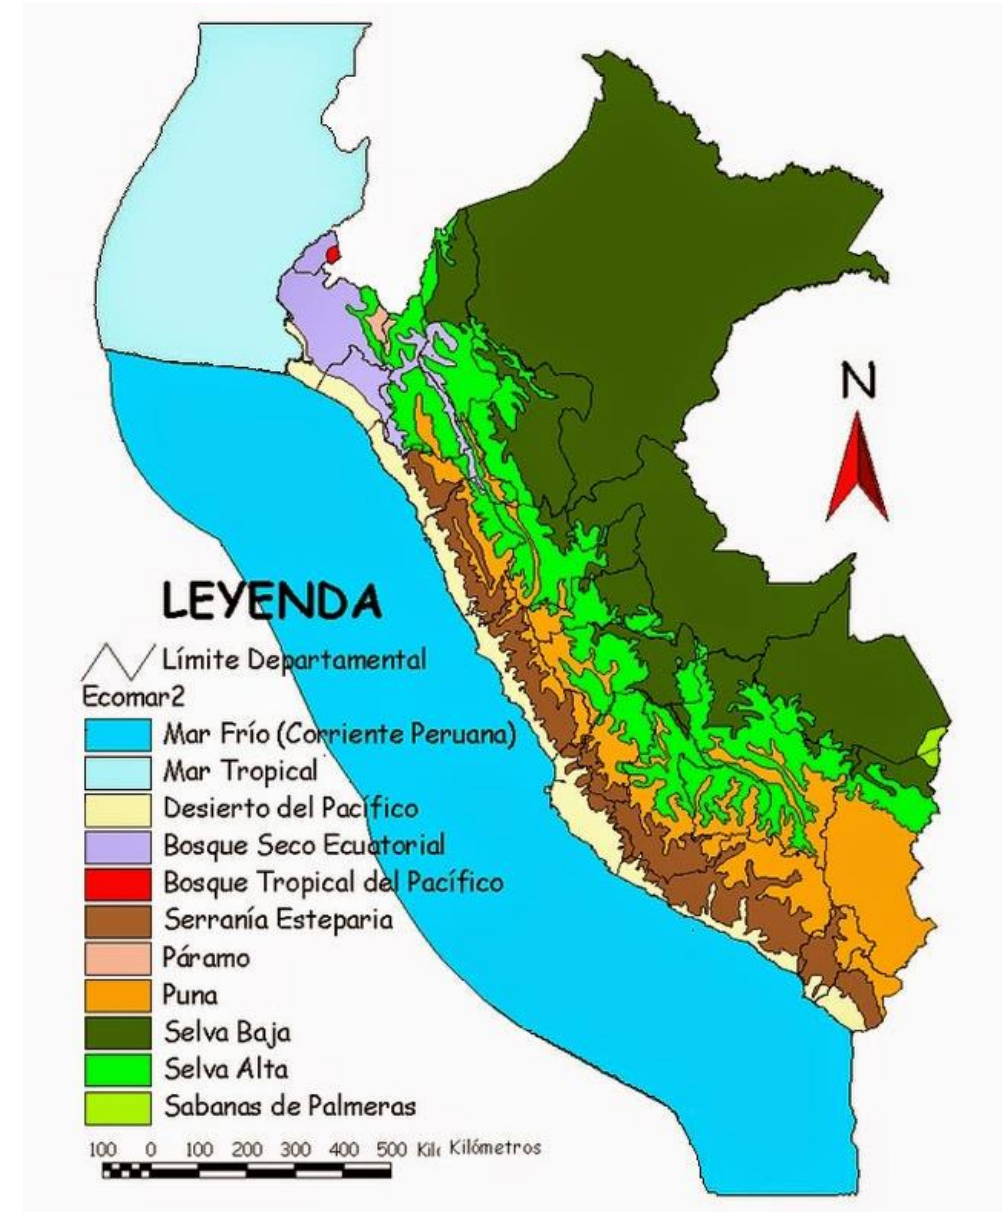 N
LEYENDA
Límite Departamental
Ecomar2
Mar Frío (Corriente Peruana)
Mar Tropical
Desierto del Pacífico
Bosque Seco Ecuatorial
Bosque Tropical del Pacífico
Serranía Esteparia
Páramo
Puna
Selva Baja
Selva Alta
Sabanas de Palmeras
100 0 100 200 300 400 500 Kilo Kilómetros